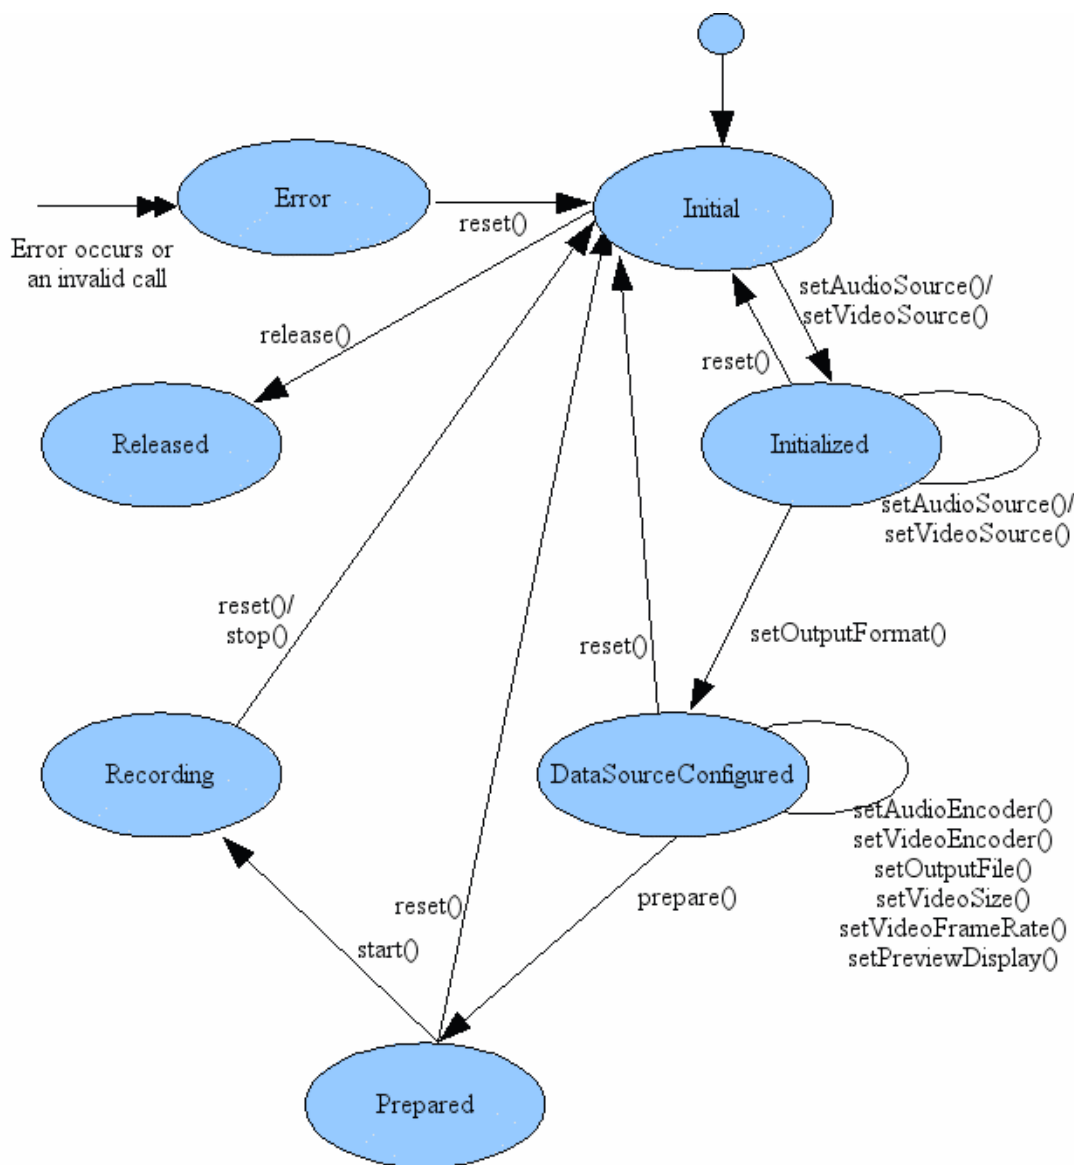 Error
Initial
reset()
Error occurs or
an invalid call
setAudioSource()/
setVideoSource()
release()
reset()
Released
Initialized
setAudioSource()/
setVideoSource()
reset()/
stop()
setOutputFormat()
reset()
Recording
DataSourceConfigured
setAudioEncoder()
setVideoEncoder()
setOutputFile()
setVideoSize()
setVideoFrameRate()
setPreviewDisplay()
reset()
prepare()
start()
Prepared